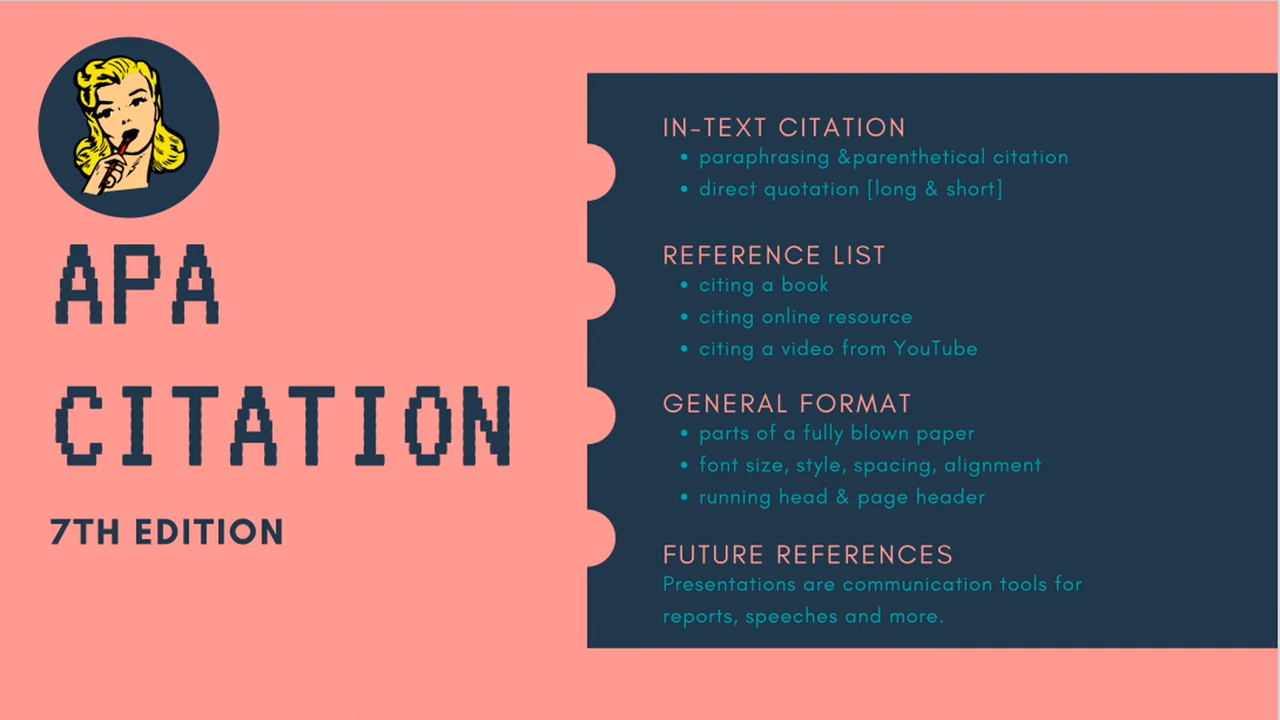 APA
CITATION
7TH EDITION
IN-TEXT CITATION
• paraphrasing &parenthetical citation
• direct quotation [long & short]
REFERENCE LIST
• citing a book
• citing online resource
• citing a video from YouTube
GENERAL FORMAT
• parts of a fully blown paper
• font size, style, spacing, alignment
• running head & page header
FUTURE REFERENCES
Presentations are communication tools for
reports, speeches and more.